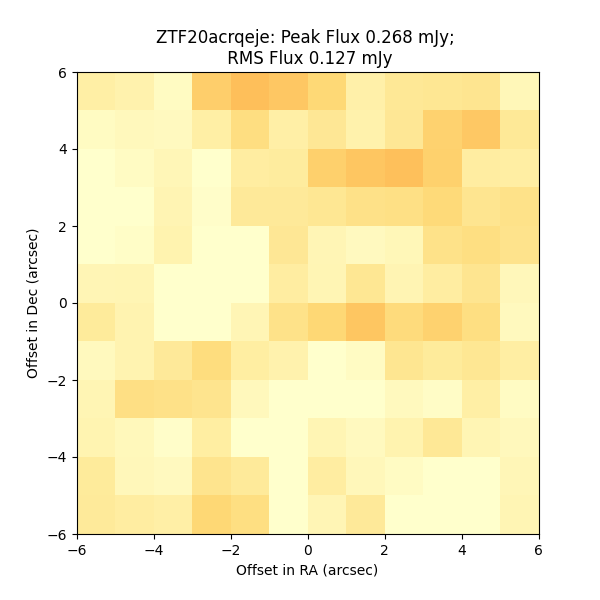 ZTF20acrqeje: Peak Flux 0.268 mJy;
RMS Flux 0.127 mJy
6
4
2
0
−2
−4
−6
Offset in Dec (arcsec)
−6 −4 −2 0 2 4 6
Offset in RA (arcsec)